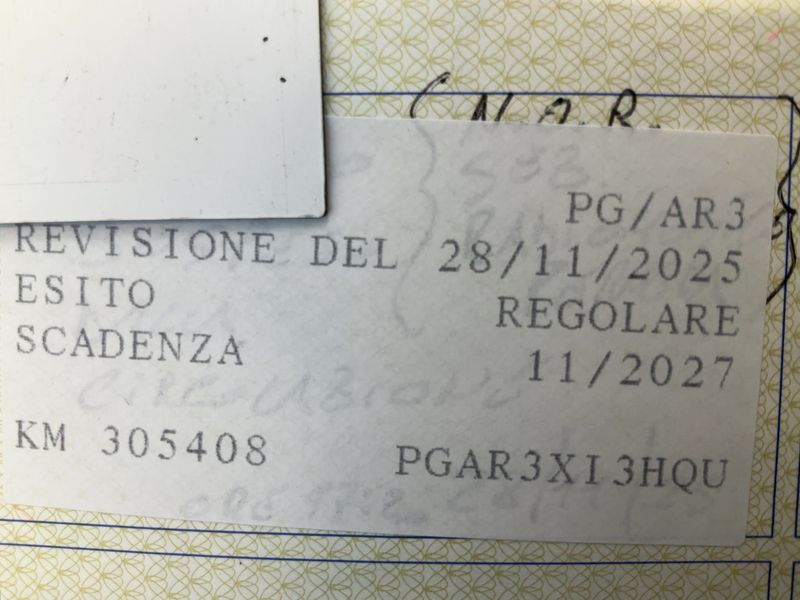 N.O.R.
PG/AR3
REVISIONE DEL 28/11/2025
ESITO REGOLARE
SCADENZA 11/2027
KM 305408 PGAR3XI3HQU